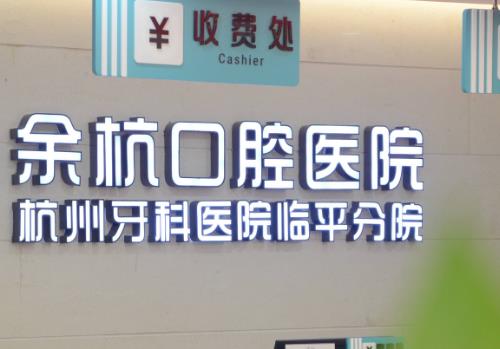 ¥ 收费处
Cashier
余杭口腔医院
杭州牙科医院临平分院